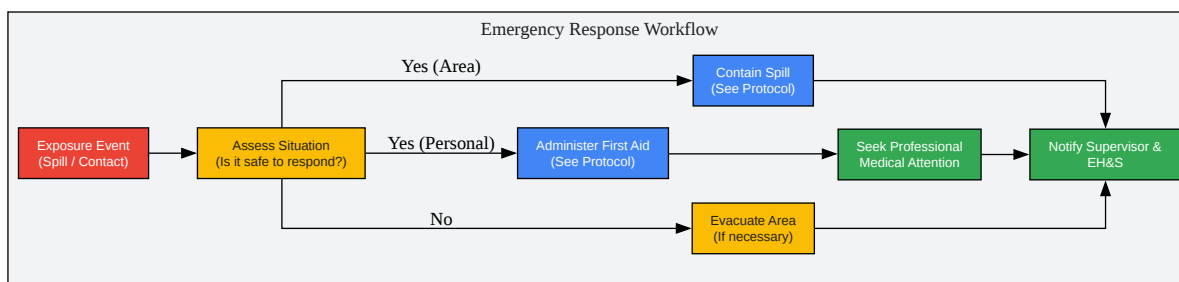 Emergency Response Workflow
Yes (Area)
Contain Spill
(See Protocol)
Exposure Event
(Spill / Contact)
Assess Situation
(Is it safe to respond?)
Yes (Personal)
Administer First Aid
(See Protocol)
Seek Professional
Medical Attention
Notify Supervisor &
EH&S
No
Evacuate Area
(If necessary)